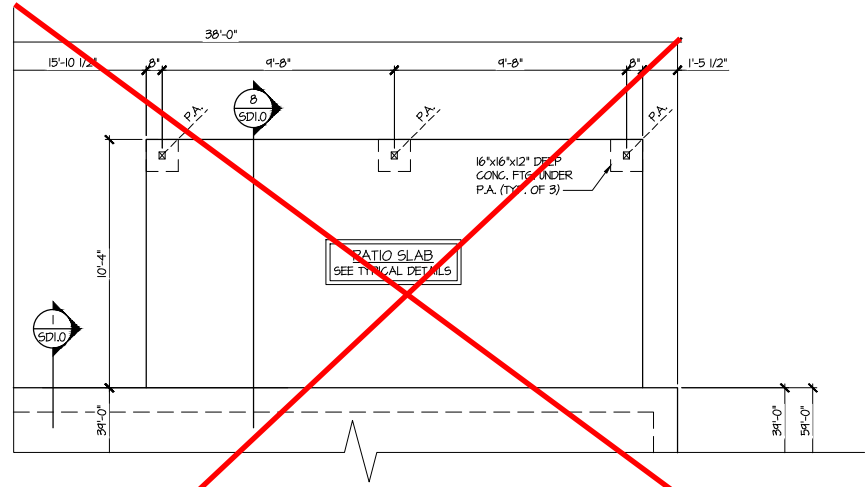 38'-0"
15'-10 1/2" 8" 9'-8" 9'-8" 8" 1'-5 1/2"
8
SD1.0
P.A.
P.A.
P.A.
16"x16"x12" DEEP
CONC. FTG. UNDER
P.A. (TYP. OF 3)
PATIO SLAB
SEE TYPICAL DETAILS
10'-4"
1
SD1.0
39'-0"
39'-0"
59'-0"